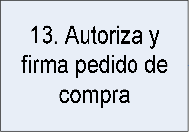 13. Autoriza y
firma pedido de
compra